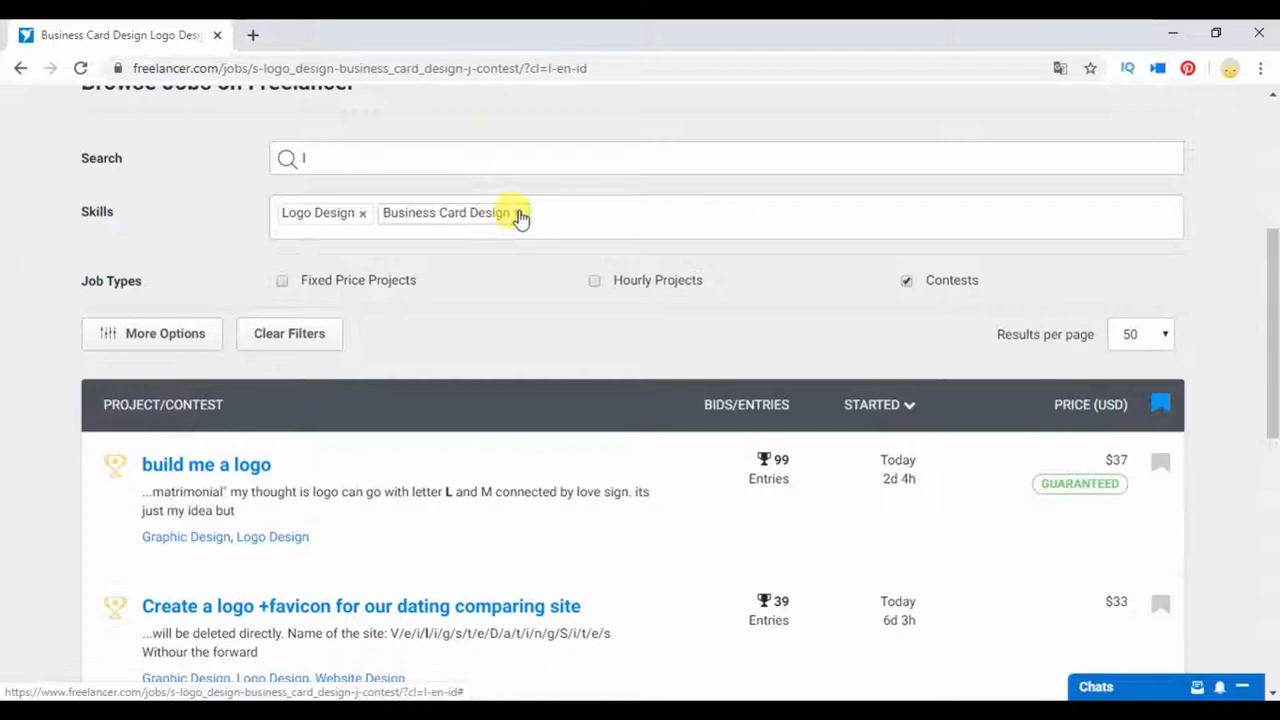 Business Card Design Logo Desi
freelancer.com/jobs/s-logo_design-business_card_design-j-contest/?cl=l-en-id
Browse Jobs on Freelancer
Search
l
Skills
Logo Design ×
Business Card Design
Job Types
Fixed Price Projects
Hourly Projects
Contests
More Options
Clear Filters
Results per page
50
PROJECT/CONTEST
BIDS/ENTRIES
STARTED
PRICE (USD)
build me a logo
99
Entries
Today
2d 4h
$37
GUARANTEED
...matrimonial" my thought is logo can go with letter L and M connected by love sign. its
just my idea but
Graphic Design, Logo Design
Create a logo +favicon for our dating comparing site
39
Entries
Today
6d 3h
$33
...will be deleted directly. Name of the site: V/e/i/l/i/g/s/t/e/D/a/t/i/n/g/S/i/t/e/s
Without the forward
Graphic Design, Logo Design, Website Design
https://www.freelancer.com/jobs/s-logo_design-business_card_design-j-contest/?cl=l-en-id#
Chats